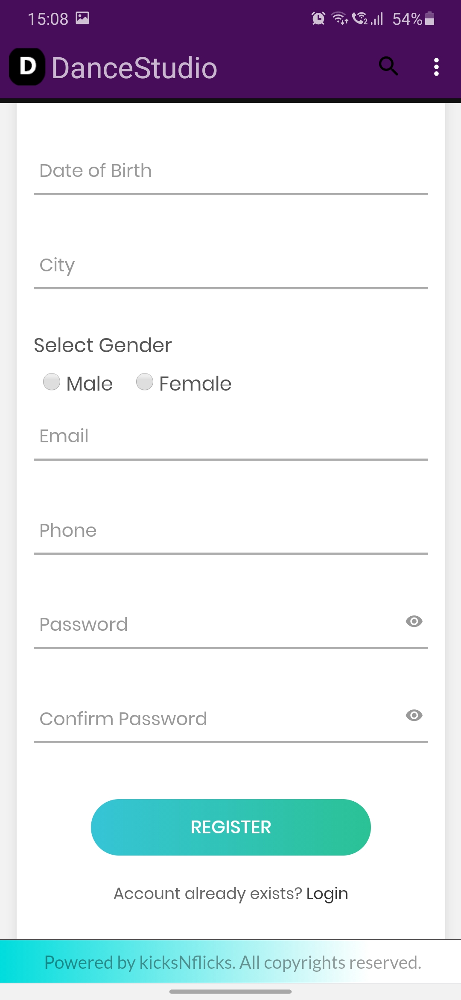 15:08
54%
D DanceStudio
Date of Birth
City
Select Gender
Male Female
Email
Phone
Password
Confirm Password
REGISTER
Account already exists? Login
Powered by kicksNflicks. All copyrights reserved.